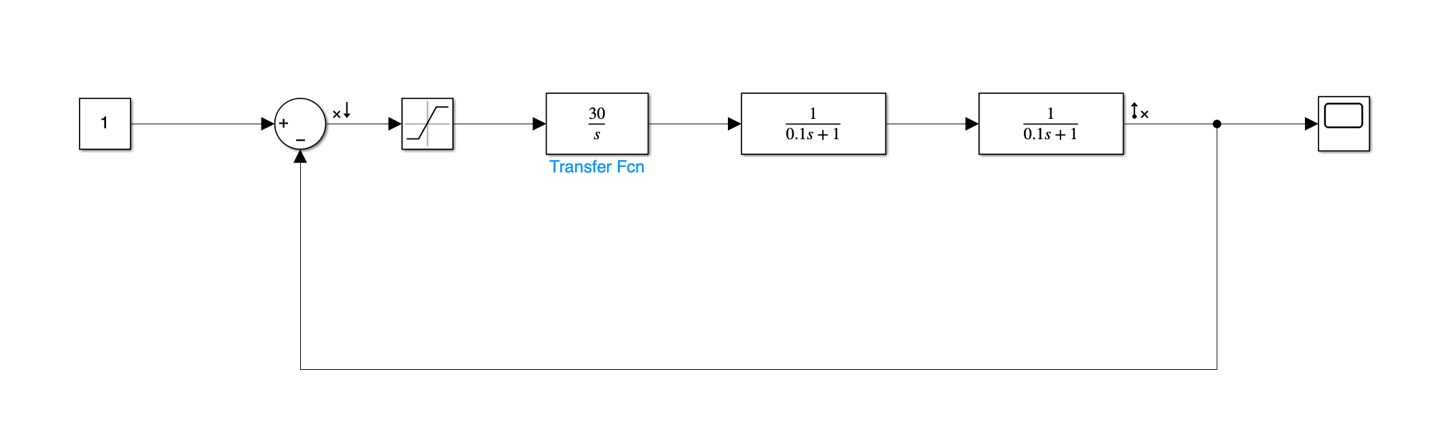 1
+
−
×
30
s
Transfer Fcn
1
0.1s + 1
1
0.1s + 1
×